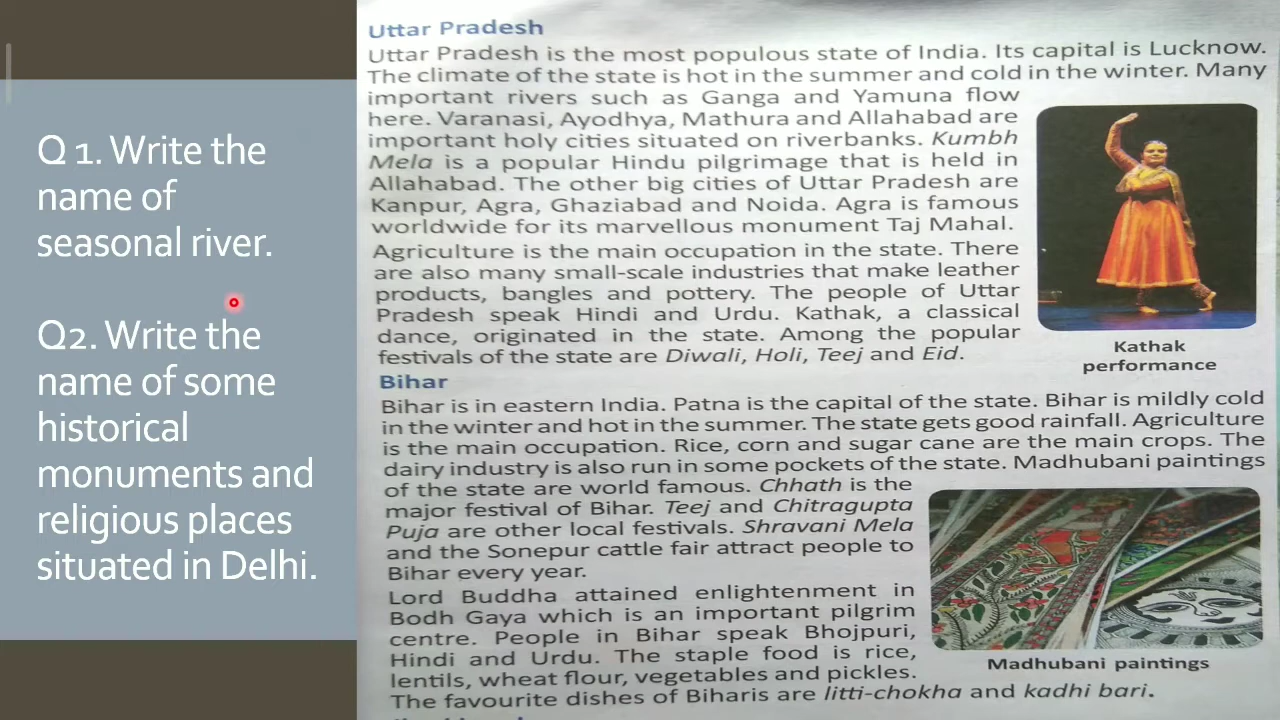 Q 1. Write the
name of
seasonal river.
Q2. Write the
name of some
historical
monuments and
religious places
situated in Delhi.
Uttar Pradesh
Uttar Pradesh is the most populous state of India. Its capital is Lucknow.
The climate of the state is hot in the summer and cold in the winter. Many
important rivers such as Ganga and Yamuna flow
here. Varanasi, Ayodhya, Mathura and Allahabad are
important holy cities situated on riverbanks. Kumbh
Mela is a popular Hindu pilgrimage that is held in
Allahabad. The other big cities of Uttar Pradesh are
Kanpur, Agra, Ghaziabad and Noida. Agra is famous
worldwide for its marvellous monument Taj Mahal.
Agriculture is the main occupation in the state. There
are also many small-scale industries that make leather
products, bangles and pottery. The people of Uttar
Pradesh speak Hindi and Urdu. Kathak, a classical
dance, originated in the state. Among the popular
festivals of the state are Diwali, Holi, Teej and Eid.
Kathak
performance
Bihar
Bihar is in eastern India. Patna is the capital of the state. Bihar is mildly cold
in the winter and hot in the summer. The state gets good rainfall. Agriculture
is the main occupation. Rice, corn and sugar cane are the main crops. The
dairy industry is also run in some pockets of the state. Madhubani paintings
of the state are world famous. Chhath is the
major festival of Bihar. Teej and Chitragupta
Puja are other local festivals. Shravani Mela
and the Sonepur cattle fair attract people to
Bihar every year.
Lord Buddha attained enlightenment in
Bodh Gaya which is an important pilgrim
centre. People in Bihar speak Bhojpuri,
Hindi and Urdu. The staple food is rice,
lentils, wheat flour, vegetables and pickles.
The favourite dishes of Biharis are litti-chokha and kadhi bari.
Madhubani paintings